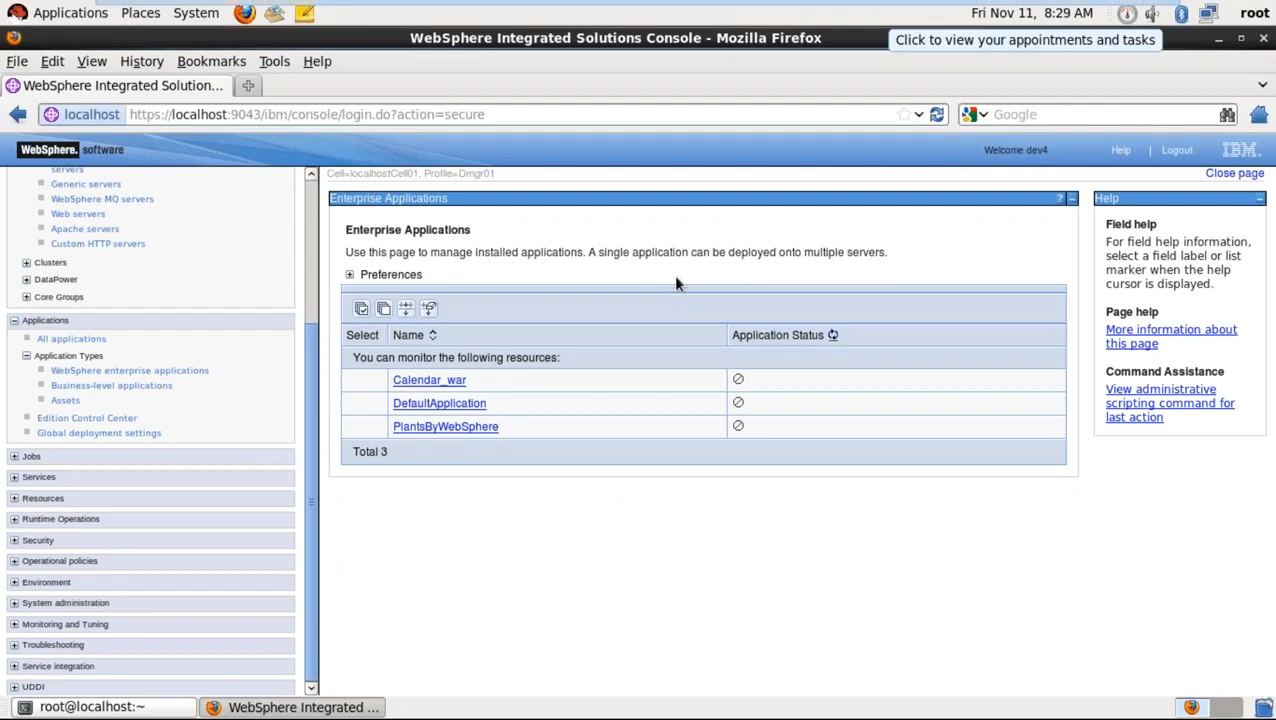 Applications Places System
Fri Nov 11, 8:29 AM
root
WebSphere Integrated Solutions Console - Mozilla Firefox
Click to view your appointments and tasks
File Edit View History Bookmarks Tools Help
WebSphere Integrated Solution...
localhost https://localhost:9043/ibm/console/login.do?action=secure
Google
WebSphere. software
Welcome dev4
Help | Logout
IBM.
servers
Generic servers
WebSphere MQ servers
Web servers
Apache servers
Custom HTTP servers
Clusters
DataPower
Core Groups
Applications
All applications
Application Types
WebSphere enterprise applications
Business-level applications
Assets
Edition Control Center
Global deployment settings
Jobs
Services
Resources
Runtime Operations
Security
Operational policies
Environment
System administration
Monitoring and Tuning
Troubleshooting
Service integration
UDDI
Cell=localhostCell01, Profile=Dmgr01
Close page
Enterprise Applications
?
Enterprise Applications
Use this page to manage installed applications. A single application can be deployed onto multiple servers.
Preferences
Select Name Application Status
You can monitor the following resources:
Calendar_war
DefaultApplication
PlantsByWebSphere
Total 3
Help
Field help
For field help information,
select a field label or list
marker when the help
cursor is displayed.
Page help
More information about
this page
Command Assistance
View administrative
scripting command for
last action
root@localhost:~
WebSphere Integrated ...